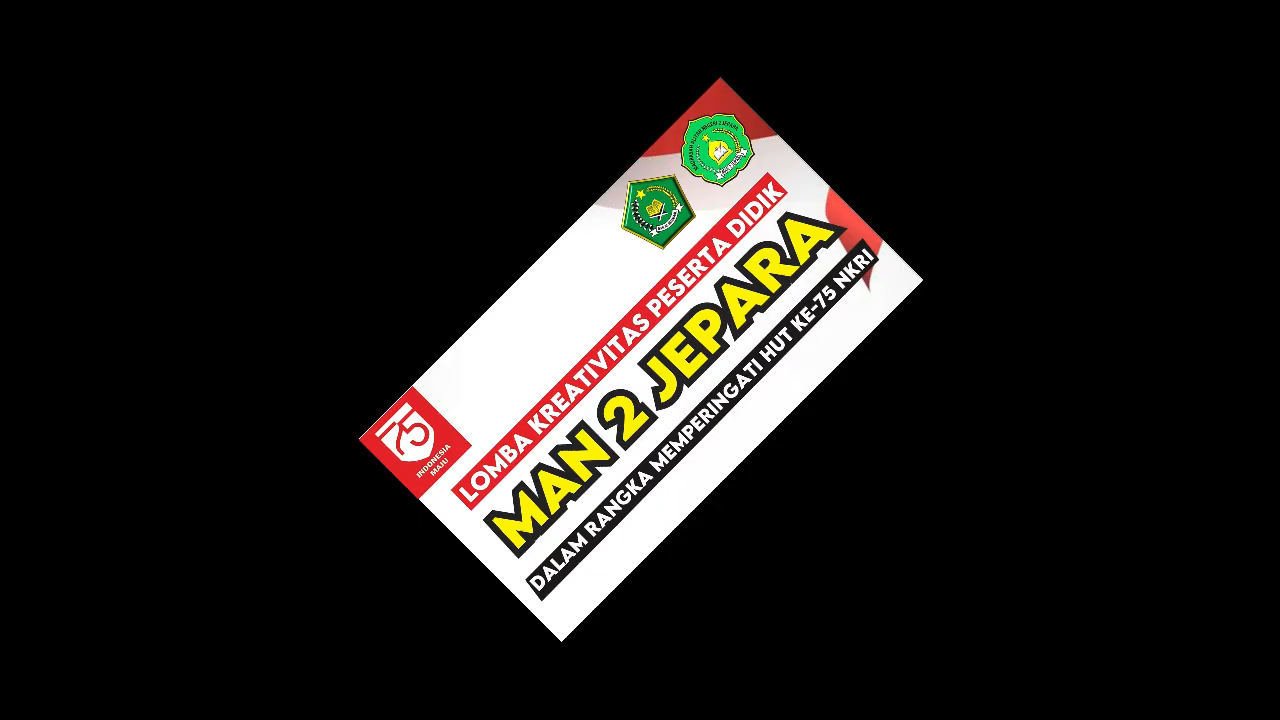 75
INDONESIA
MAJU
LOMBA KREATIVITAS PESERTA DIDIK
MAN 2 JEPARA
DALAM RANGKA MEMPERINGATI HUT KE-75 NKRI